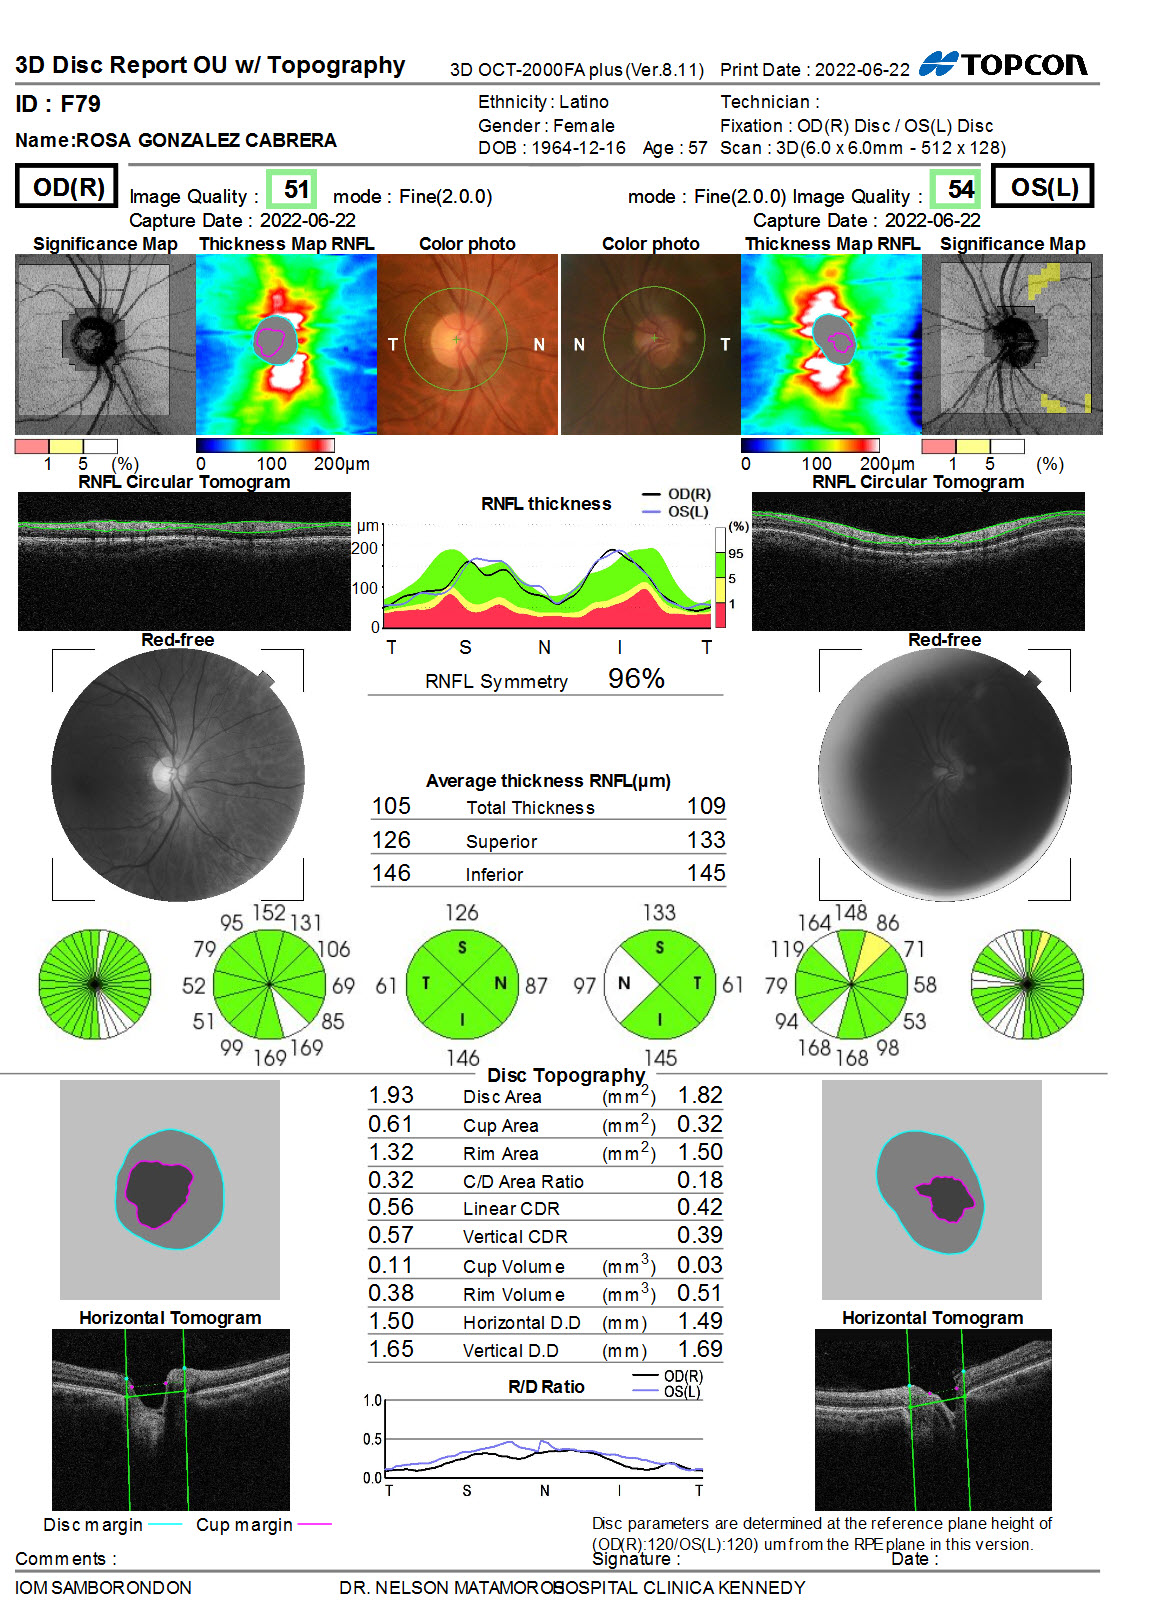 3D Disc Report OU w/ Topography 3D OCT-2000FA plus(Ver.8.11) Print Date : 2022-06-22 TOPCON
ID : F79 Ethnicity : Latino Technician :
Gender : Female Fixation : OD(R) Disc / OS(L) Disc
Name:ROSA GONZALEZ CABRERA DOB : 1964-12-16 Age : 57 Scan : 3D(6.0 x 6.0mm - 512 x 128)
OD(R) Image Quality : 51 mode : Fine(2.0.0) mode : Fine(2.0.0) Image Quality : 54 OS(L)
Capture Date : 2022-06-22 Capture Date : 2022-06-22
Significance Map Thickness Map RNFL Color photo Color photo Thickness Map RNFL Significance Map
T N N T
1 5 (%) 0 100 200μm 0 100 200μm 1 5 (%)
RNFL Circular Tomogram RNFL Circular Tomogram
RNFL thickness OD(R)
OS(L)
μm (%)
200 95
100 5
0 1
T S N I T
Red-free Red-free
RNFL Symmetry 96%
Average thickness RNFL(μm)
105 Total Thickness 109
126 Superior 133
146 Inferior 145
95 152 131 126 133 164 148 86
79 106 S S 119 71
52 69 61 T N 87 97 N T 61 79 58
51 85 I I 94 53
99 169 169 146 145 168 168 98
Disc Topography
1.93 Disc Area (mm2) 1.82
0.61 Cup Area (mm2) 0.32
1.32 Rim Area (mm2) 1.50
0.32 C/D Area Ratio 0.18
0.56 Linear CDR 0.42
0.57 Vertical CDR 0.39
0.11 Cup Volume (mm3) 0.03
0.38 Rim Volume (mm3) 0.51
1.50 Horizontal D.D (mm) 1.49
1.65 Vertical D.D (mm) 1.69
Horizontal Tomogram Horizontal Tomogram
R/D Ratio OD(R)
OS(L)
1.0
0.5
0.0
T S N I T
Disc margin Cup margin
Disc parameters are determined at the reference plane height of
(OD(R):120/OS(L):120) um from the RPE plane in this version.
Comments : Signature : Date :
IOM SAMBORONDON DR. NELSON MATAMOROS HOSPITAL CLINICA KENNEDY